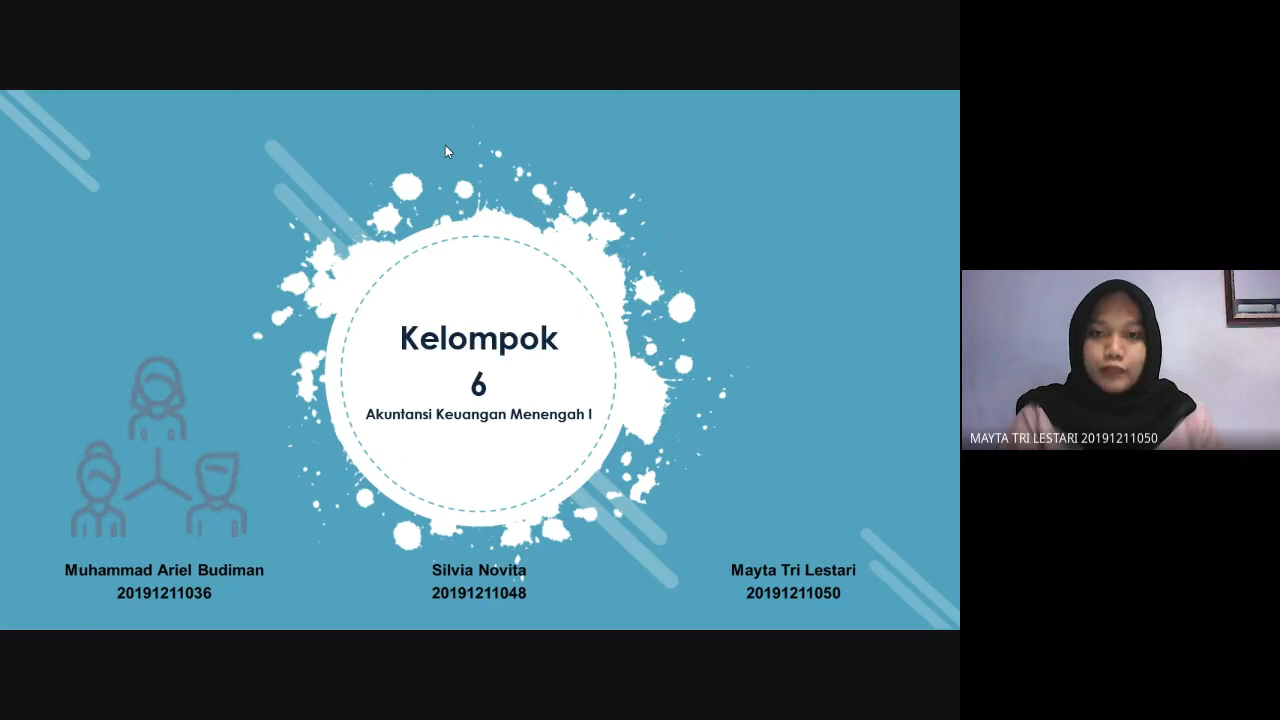 Kelompok
6
Akuntansi Keuangan Menengah I
Muhammad Ariel Budiman
20191211036
Silvia Novita
20191211048
Mayta Tri Lestari
20191211050
MAYTA TRI LESTARI 20191211050